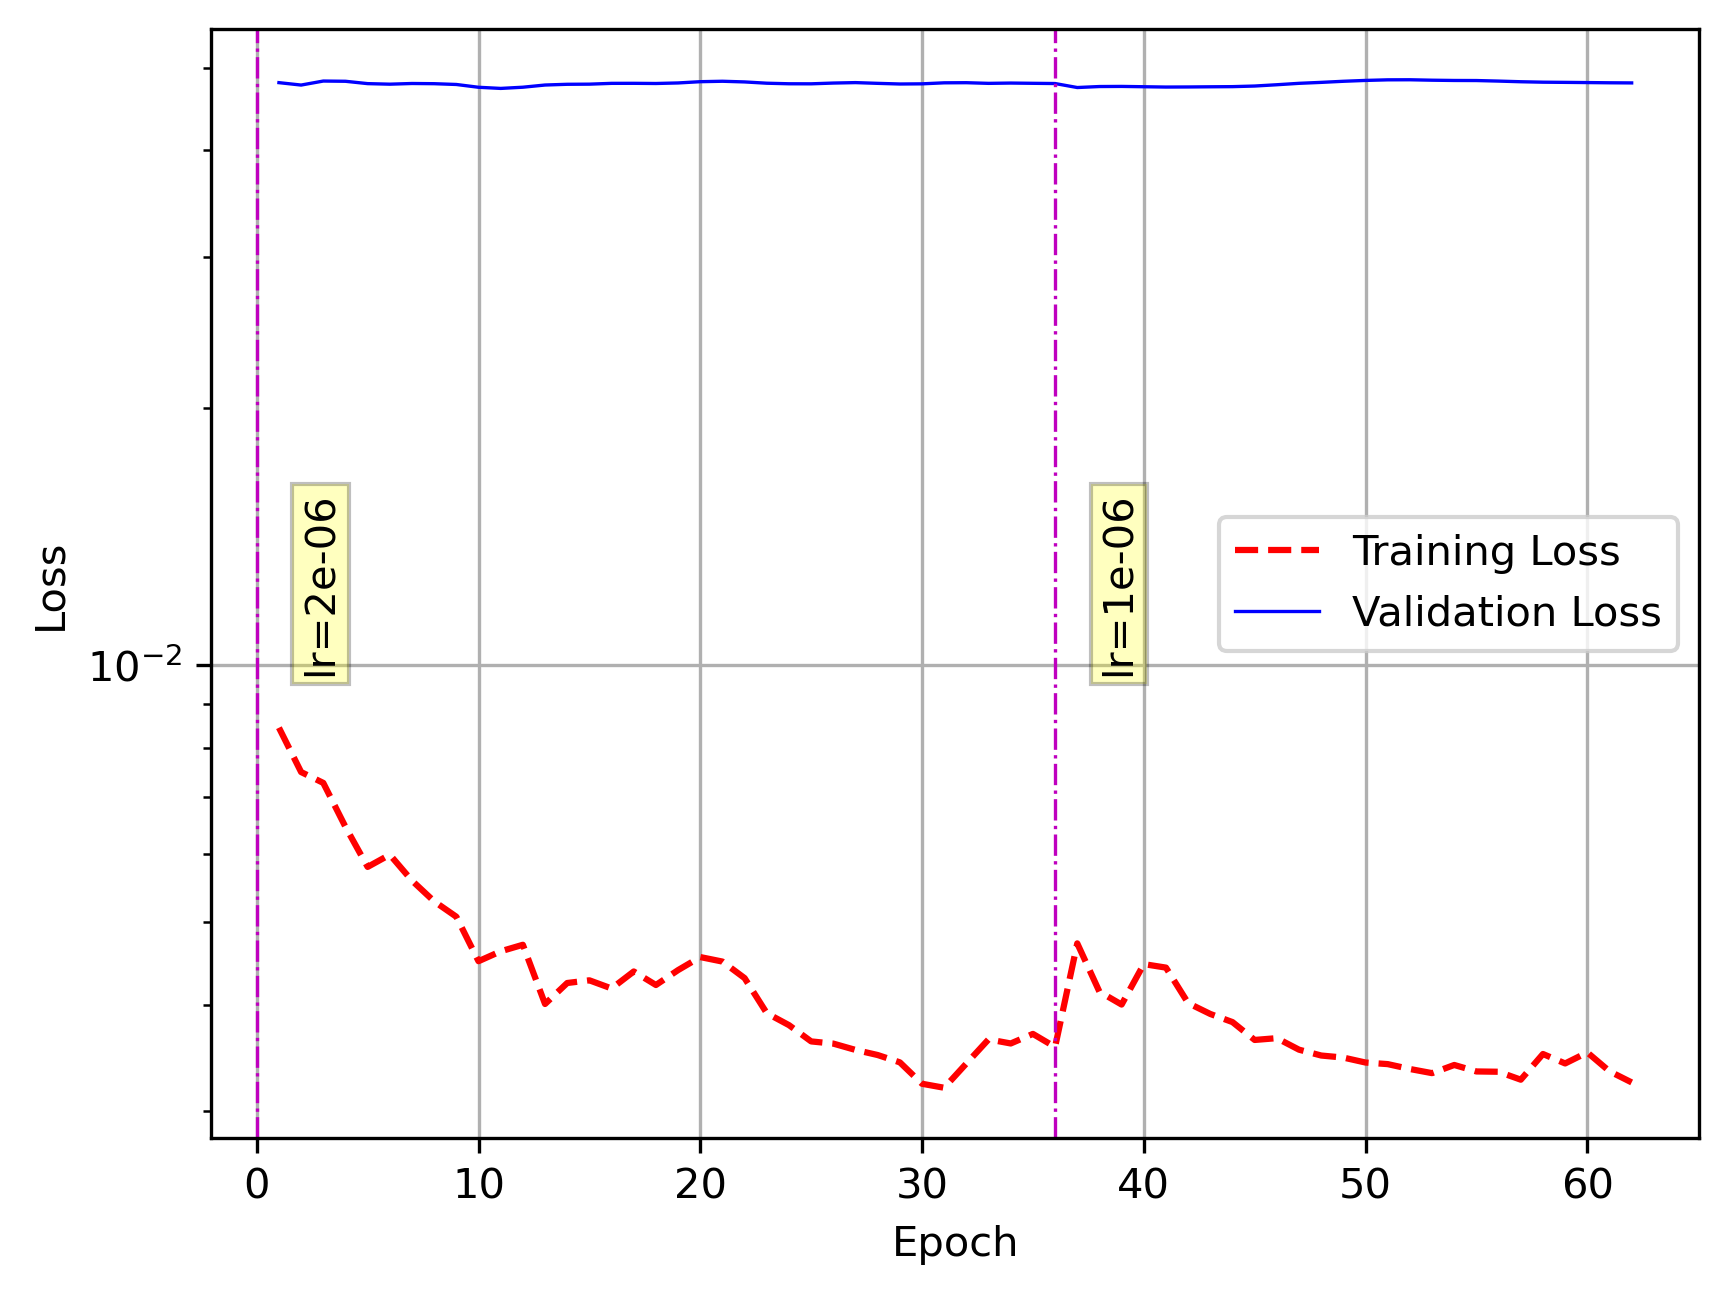 Loss
10⁻²
lr=2e-06
lr=1e-06
Training Loss
Validation Loss
0 10 20 30 40 50 60
Epoch